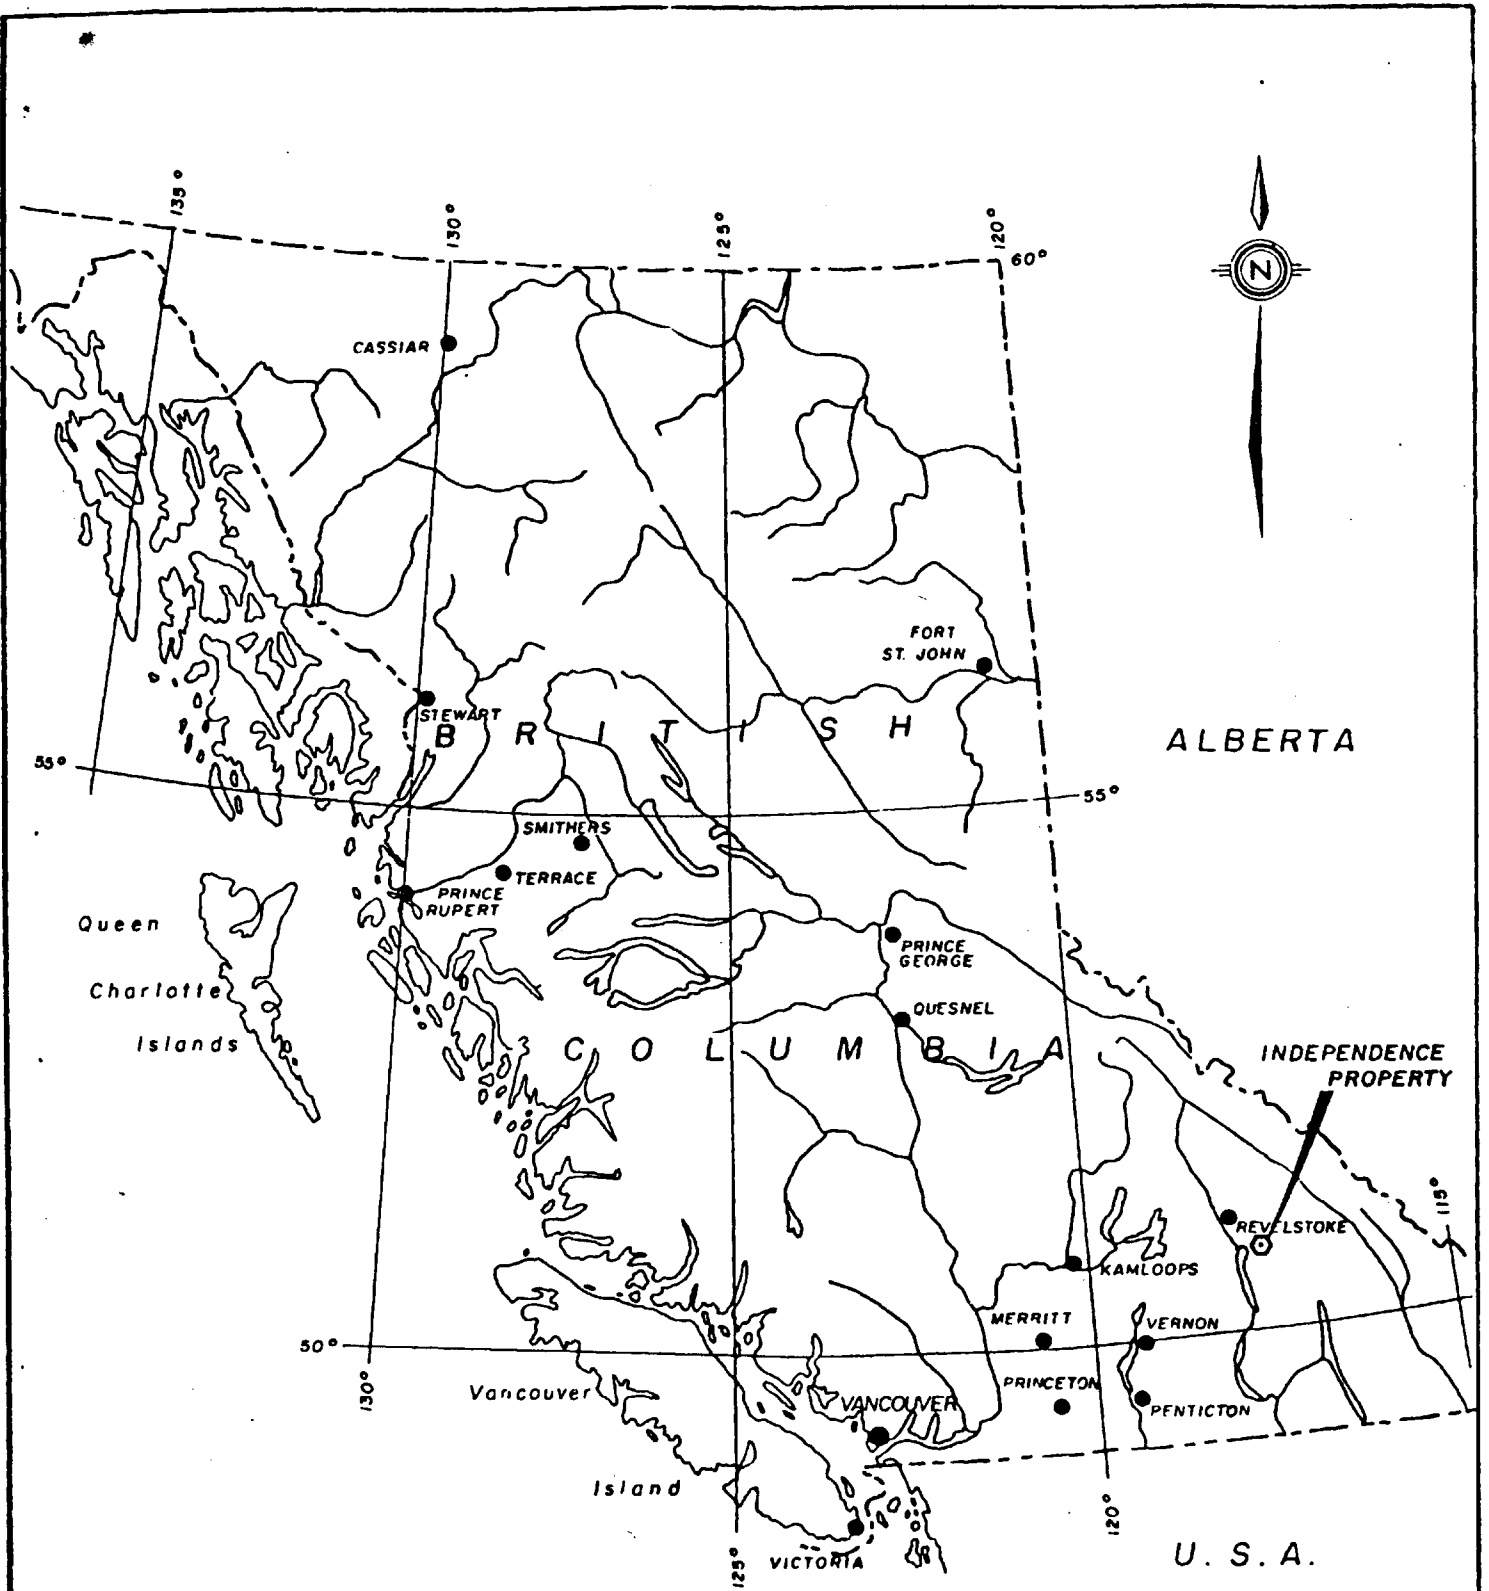 135°
130°
125°
120°
60°
N
CASSIAR
FORT
ST. JOHN
STEWART
BRITISH
ALBERTA
55°
55°
SMITHERS
TERRACE
PRINCE
RUPERT
Queen
Charlotte
Islands
PRINCE
GEORGE
QUESNEL
COLUMBIA
INDEPENDENCE
PROPERTY
115°
REVELSTOKE
KAMLOOPS
MERRITT
VERNON
50°
130°
Vancouver
Island
PRINCETON
VANCOUVER
PENTICTON
120°
125°
VICTORIA
U.S.A.